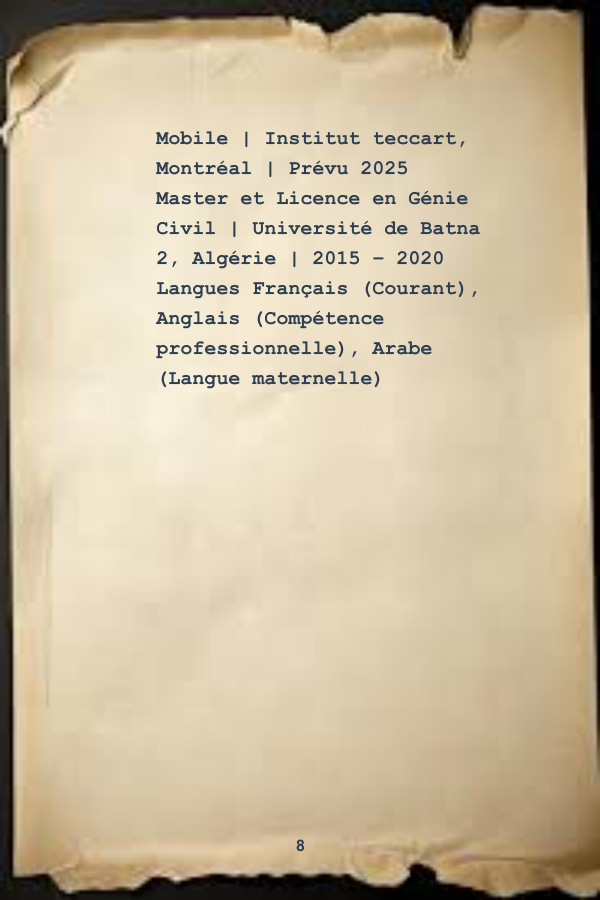 Mobile | Institut teccart,
Montréal | Prévu 2025
Master et Licence en Génie
Civil | Université de Batna
2, Algérie | 2015 – 2020
Langues Français (Courant),
Anglais (Compétence
professionnelle), Arabe
(Langue maternelle)
8